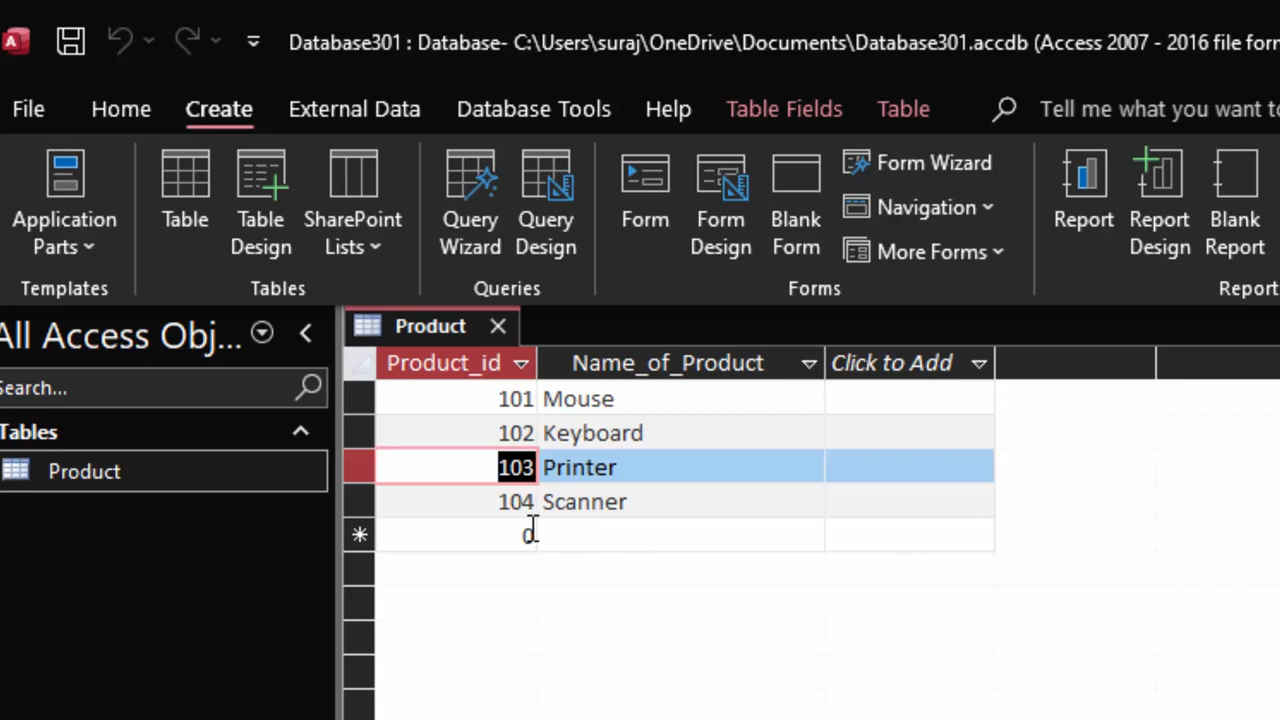 Database301 : Database- C:\Users\suraj\OneDrive\Documents\Database301.accdb (Access 2007 - 2016 file for
File Home Create External Data Database Tools Help Table Fields Table Tell me what you want to
Application Parts
Table
Table Design
SharePoint Lists
Query Wizard
Query Design
Form
Form Design
Blank Form
Form Wizard
Navigation
More Forms
Report
Report Design
Blank Report
Templates Tables Queries Forms Report
All Access Obj...
Search...
Tables
Product
Product
Product_id Name_of_Product Click to Add
101 Mouse
102 Keyboard
103 Printer
104 Scanner
0